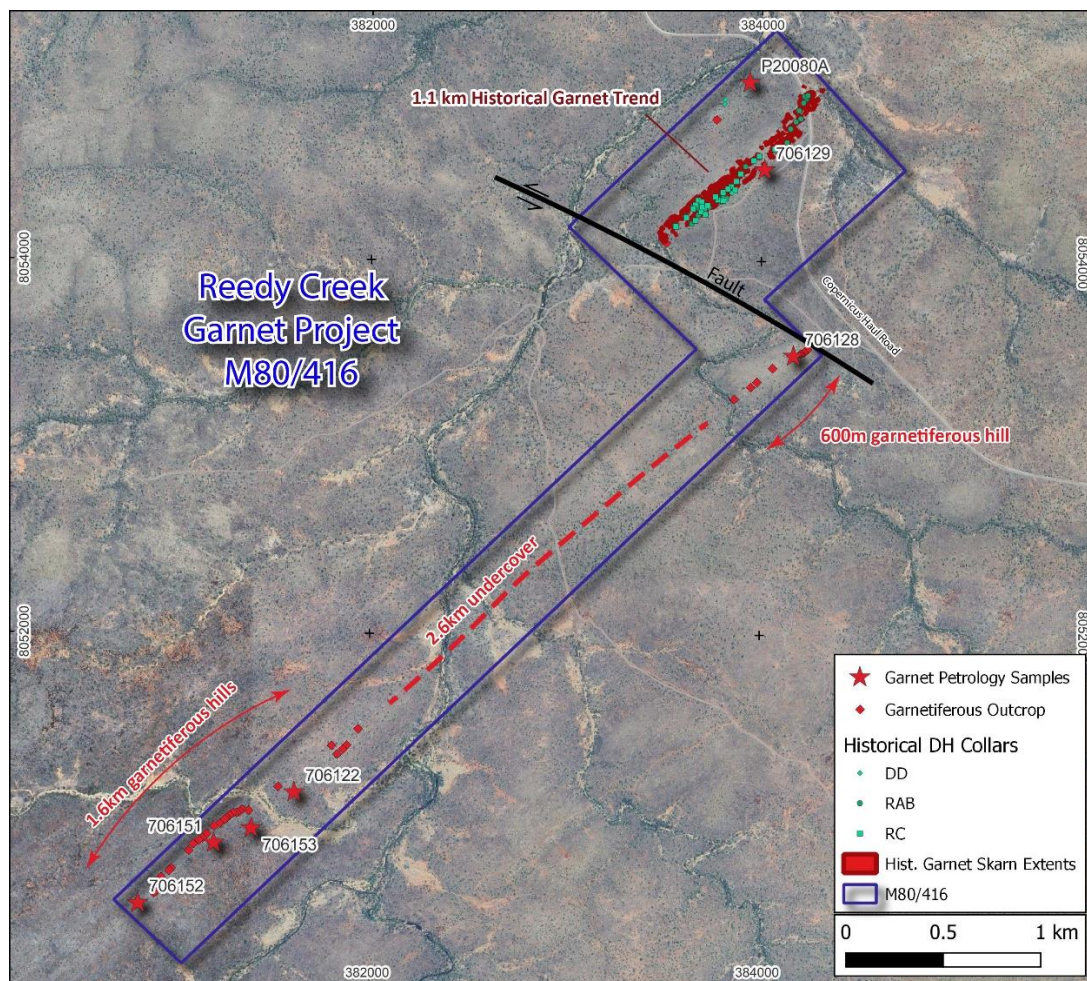 382000
384000
P20080A
1.1 km Historical Garnet Trend
706129
8054000
8054000
Reedy Creek
Garnet Project
M80/416
Fault
Copernicus Haul Road
706128
600m garnetiferous hill
2.6km undercover
8052000
8052000
1.6km garnetiferous hills
706122
706151
706153
706152
Garnet Petrology Samples
Garnetiferous Outcrop
Historical DH Collars
DD
RAB
RC
Hist. Garnet Skarn Extents
M80/416
0 0.5 1 km
382000
384000